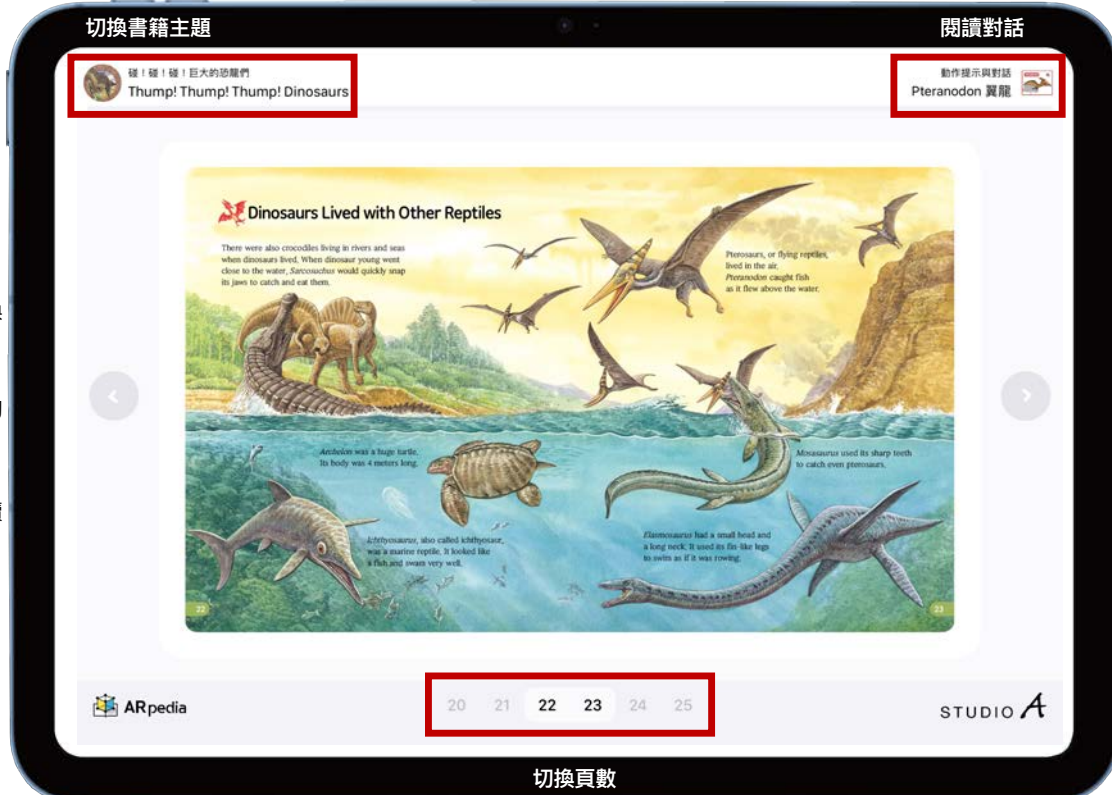 切換書籍主題
閱讀對話
碰！碰！碰！巨大的恐龍們
Thump! Thump! Thump! Dinosaurs
動作提示與對話
Pteranodon 翼龍
Dinosaurs Lived with Other Reptiles
There were also crocodiles living in rivers and seas
when dinosaurs lived. When dinosaur young went
close to the water, Sarcosuchus would quickly snap
its jaws to catch and eat them.
Pterosaurs, or flying reptiles,
lived in the air.
Pteranodon caught fish
as it flew above the water.
Archelon was a huge turtle.
Its body was 4 meters long.
Mosasaurus used its sharp teeth
to catch even pterosaurs.
Ichthyosaurus, also called ichthyosaur,
was a marine reptile. It looked like
a fish and swam very well.
Elasmosaurus had a small head and
a long neck. It used its fin-like legs
to swim as if it was rowing.
22
23
ARpedia
20 21 22 23 24 25
STUDIO A
切換頁數